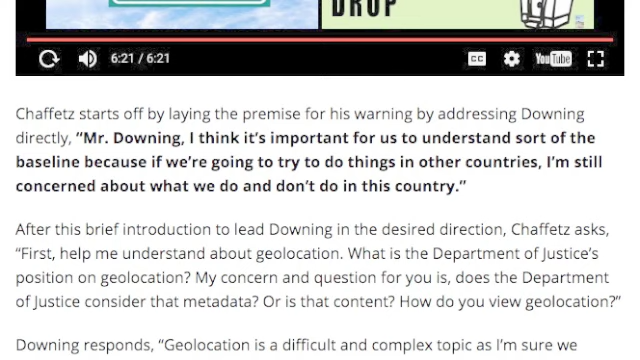 DROP
6:21 / 6:21
CC
YouTube
Chaffetz starts off by laying the premise for his warning by addressing Downing
directly, “Mr. Downing, I think it’s important for us to understand sort of the
baseline because if we’re going to try to do things in other countries, I’m still
concerned about what we do and don’t do in this country.”
After this brief introduction to lead Downing in the desired direction, Chaffetz asks,
“First, help me understand about geolocation. What is the Department of Justice’s
position on geolocation? My concern and question for you is, does the Department
of Justice consider that metadata? Or is that content? How do you view geolocation?”
Downing responds, “Geolocation is a difficult and complex topic as I’m sure we